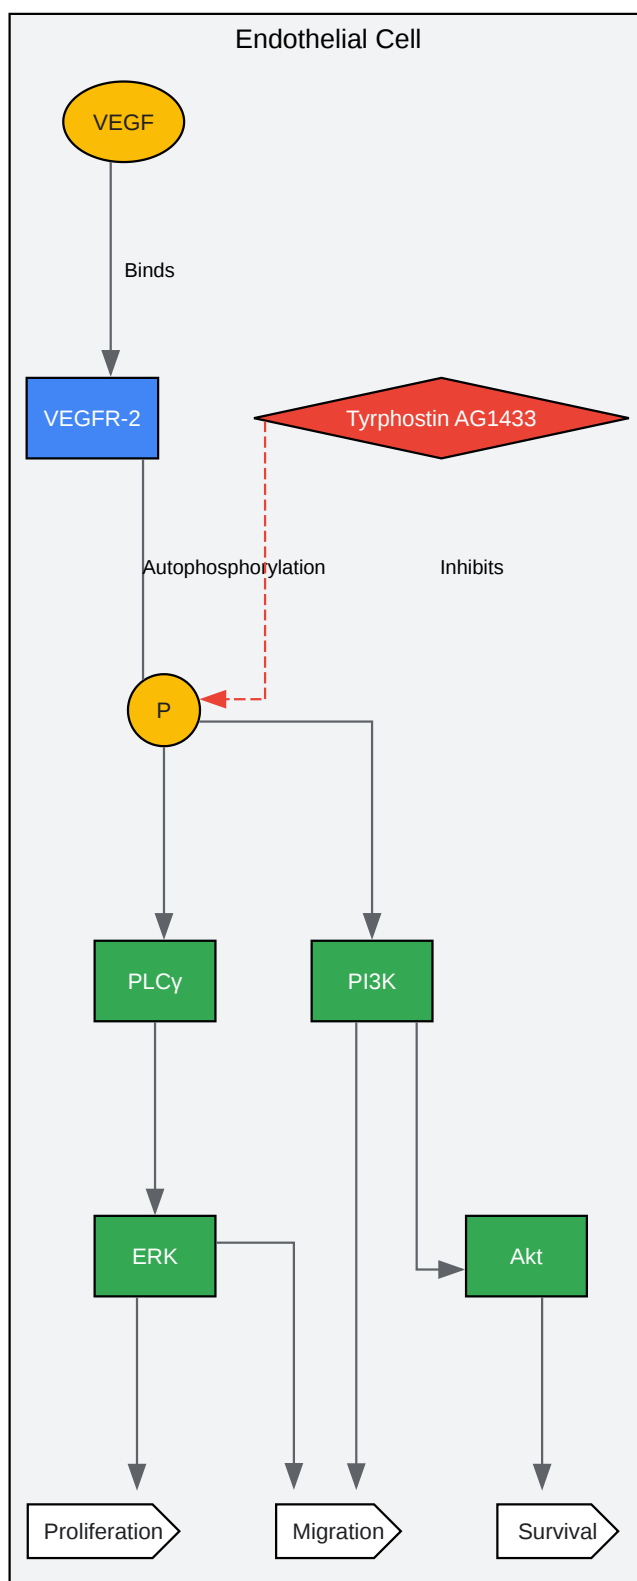 Endothelial Cell
VEGF
Binds
VEGFR-2
Tyrphostin AG1433
Autophosphorylation
Inhibits
P
PLCγ
PI3K
ERK
Akt
Proliferation
Migration
Survival